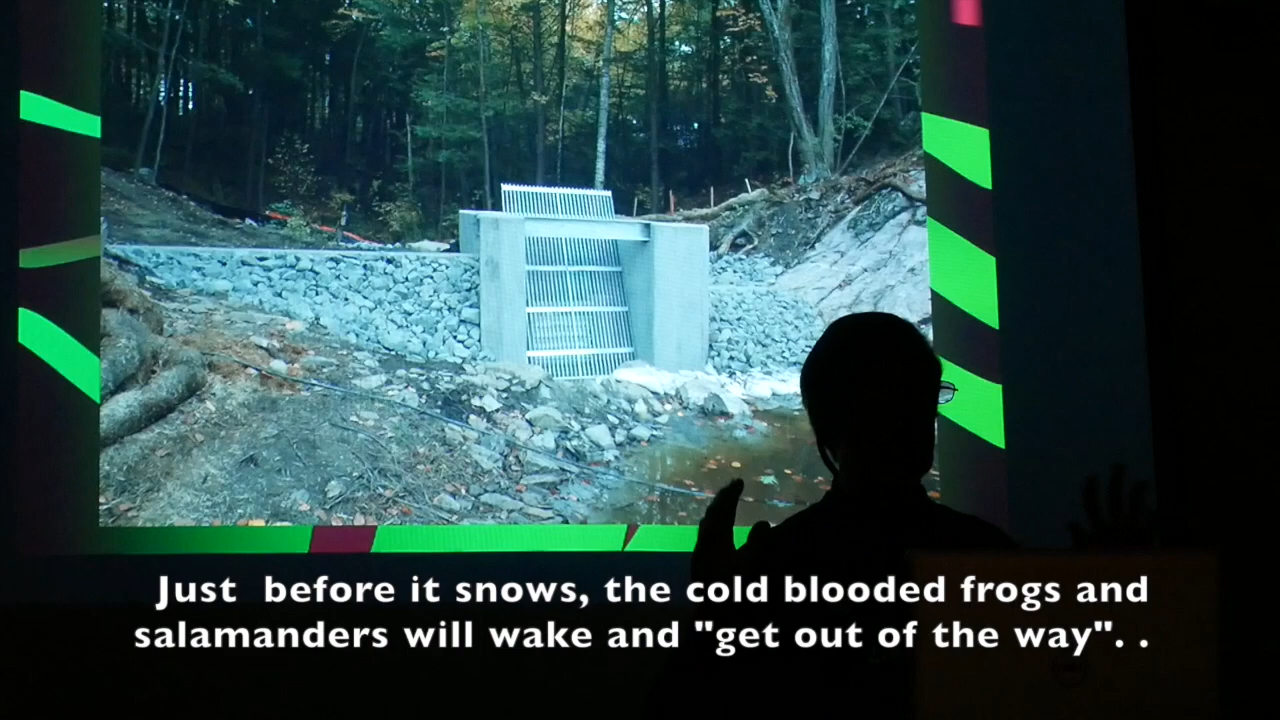 Just  before it snows, the cold blooded frogs and
salamanders will wake and "get out of the way". .